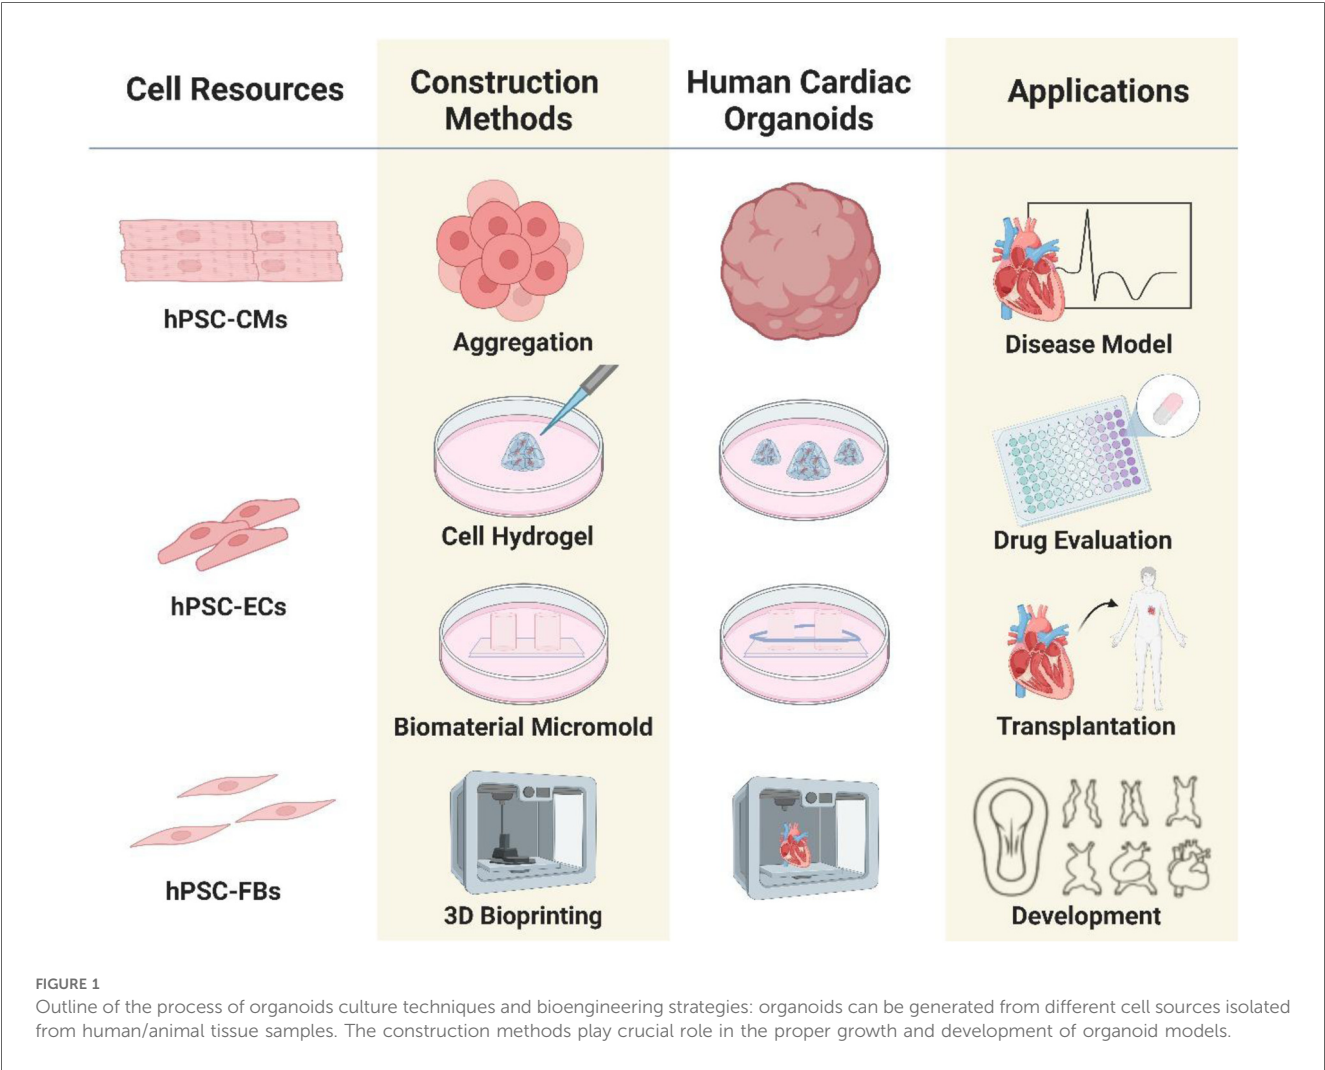 Cell Resources
Construction
Methods
Human Cardiac
Organoids
Applications
hPSC-CMs
Aggregation
Disease Model
Cell Hydrogel
Drug Evaluation
hPSC-ECs
Biomaterial Micromold
Transplantation
hPSC-FBs
3D Bioprinting
Development
FIGURE 1
Outline of the process of organoids culture techniques and bioengineering strategies: organoids can be generated from different cell sources isolated
from human/animal tissue samples. The construction methods play crucial role in the proper growth and development of organoid models.